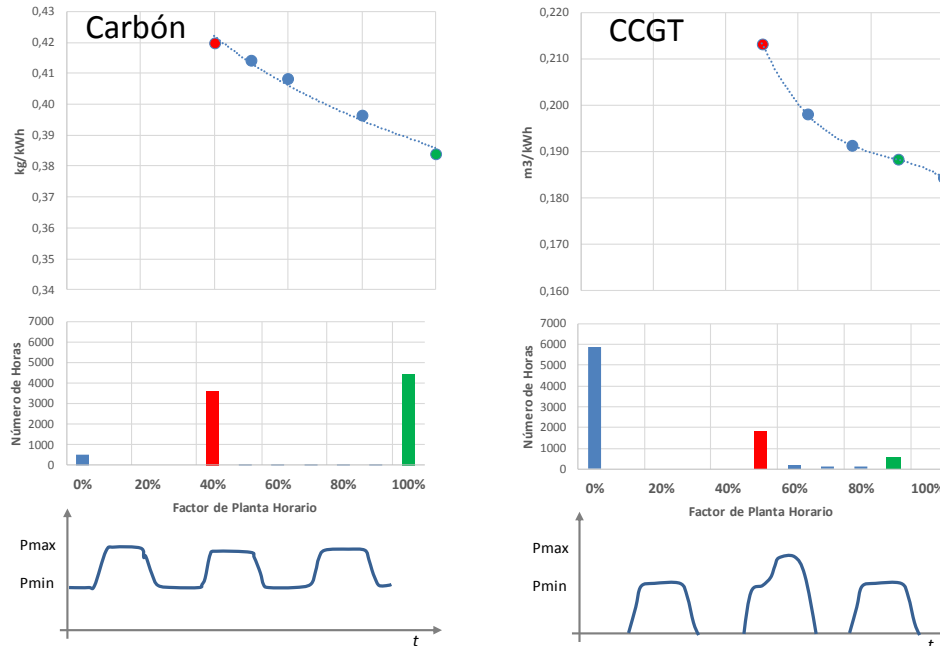 Carbón
0,43
0,42
0,41
0,40
0,39
0,38
0,37
0,36
0,35
0,34
kg/kWh
CCGT
0,220
0,210
0,200
0,190
0,180
0,170
0,160
m3/kWh
7000
6000
5000
4000
3000
2000
1000
0
Número de Horas
0% 20% 40% 60% 80% 100%
Factor de Planta Horario
7000
6000
5000
4000
3000
2000
1000
0
Número de Horas
0% 20% 40% 60% 80% 100%
Factor de Planta Horario
Pmax
Pmin
t
Pmax
Pmin
t